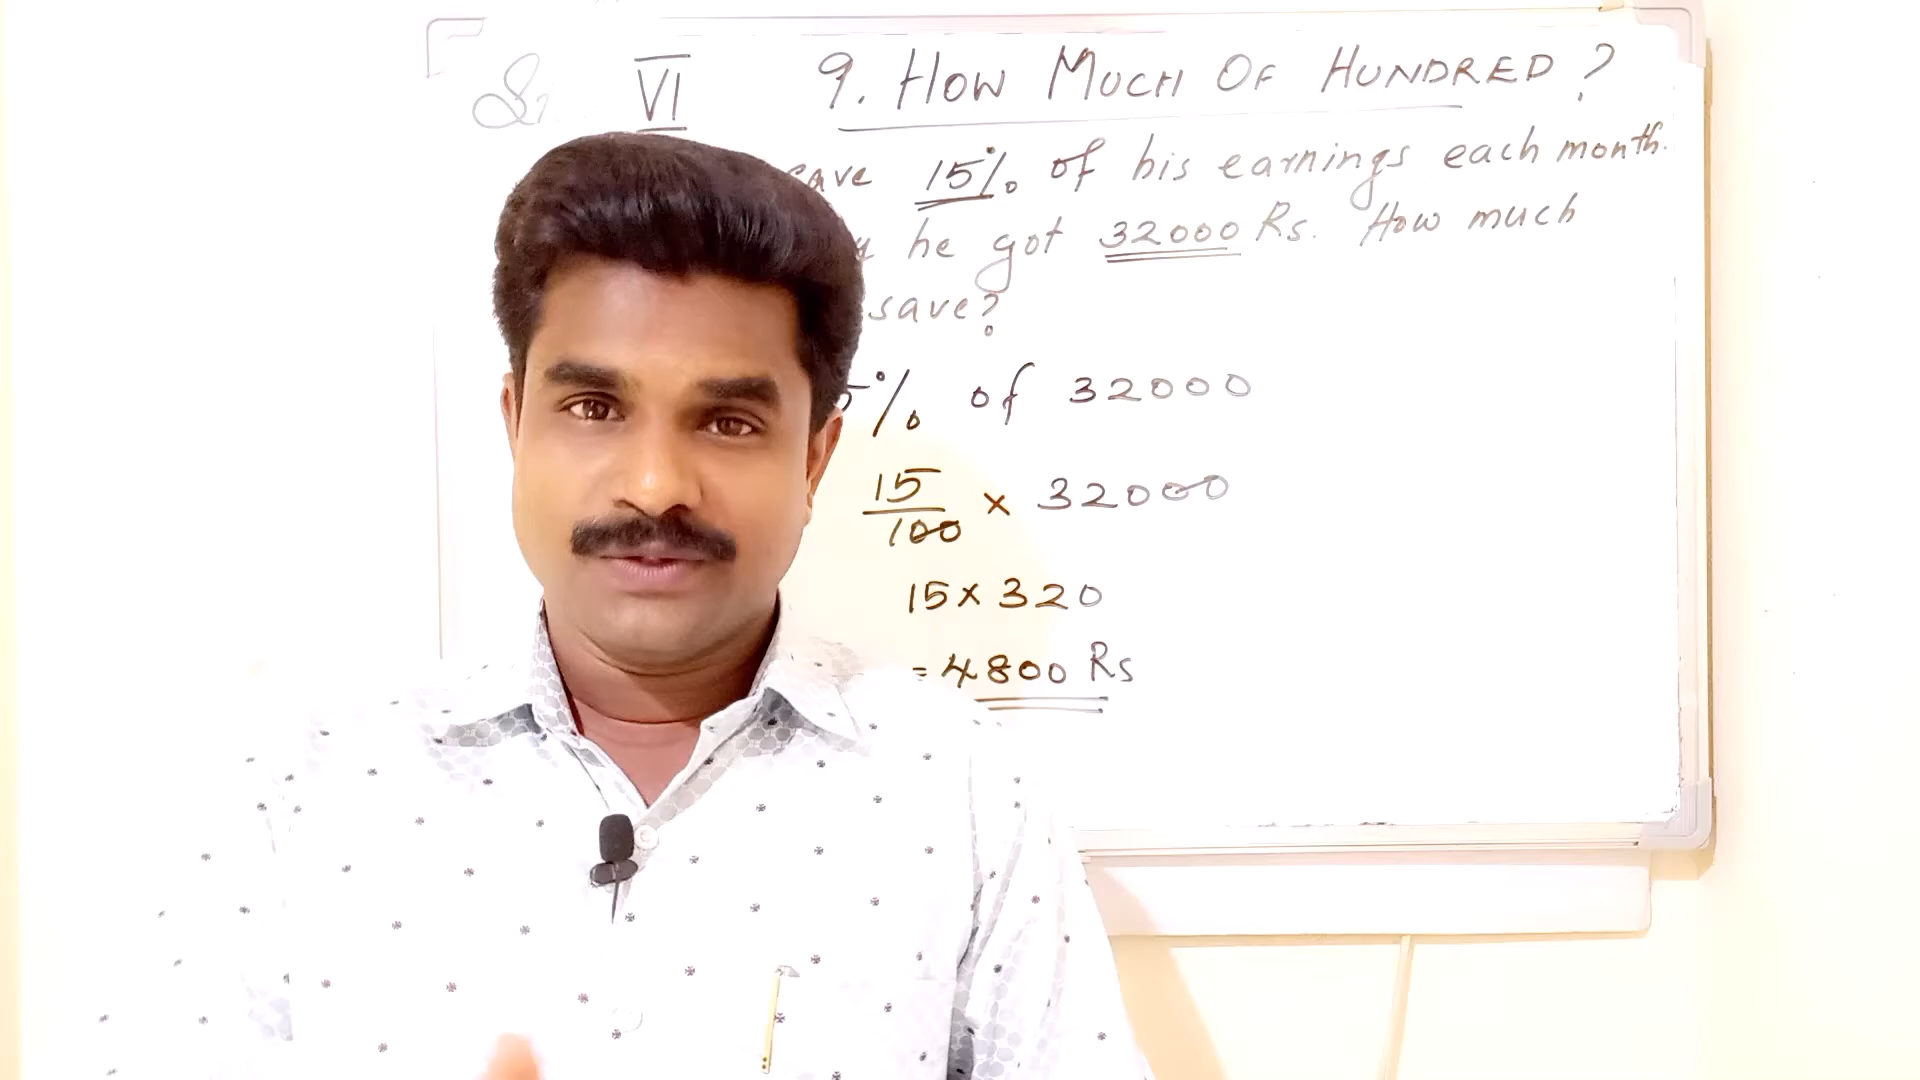 VI 9. HOW MUCH OF HUNDRED ?
15% of his earnings each month.
he got 32000 Rs. How much
save?
% of 32000
15/100 × 32000
15 × 320
= 4800 Rs